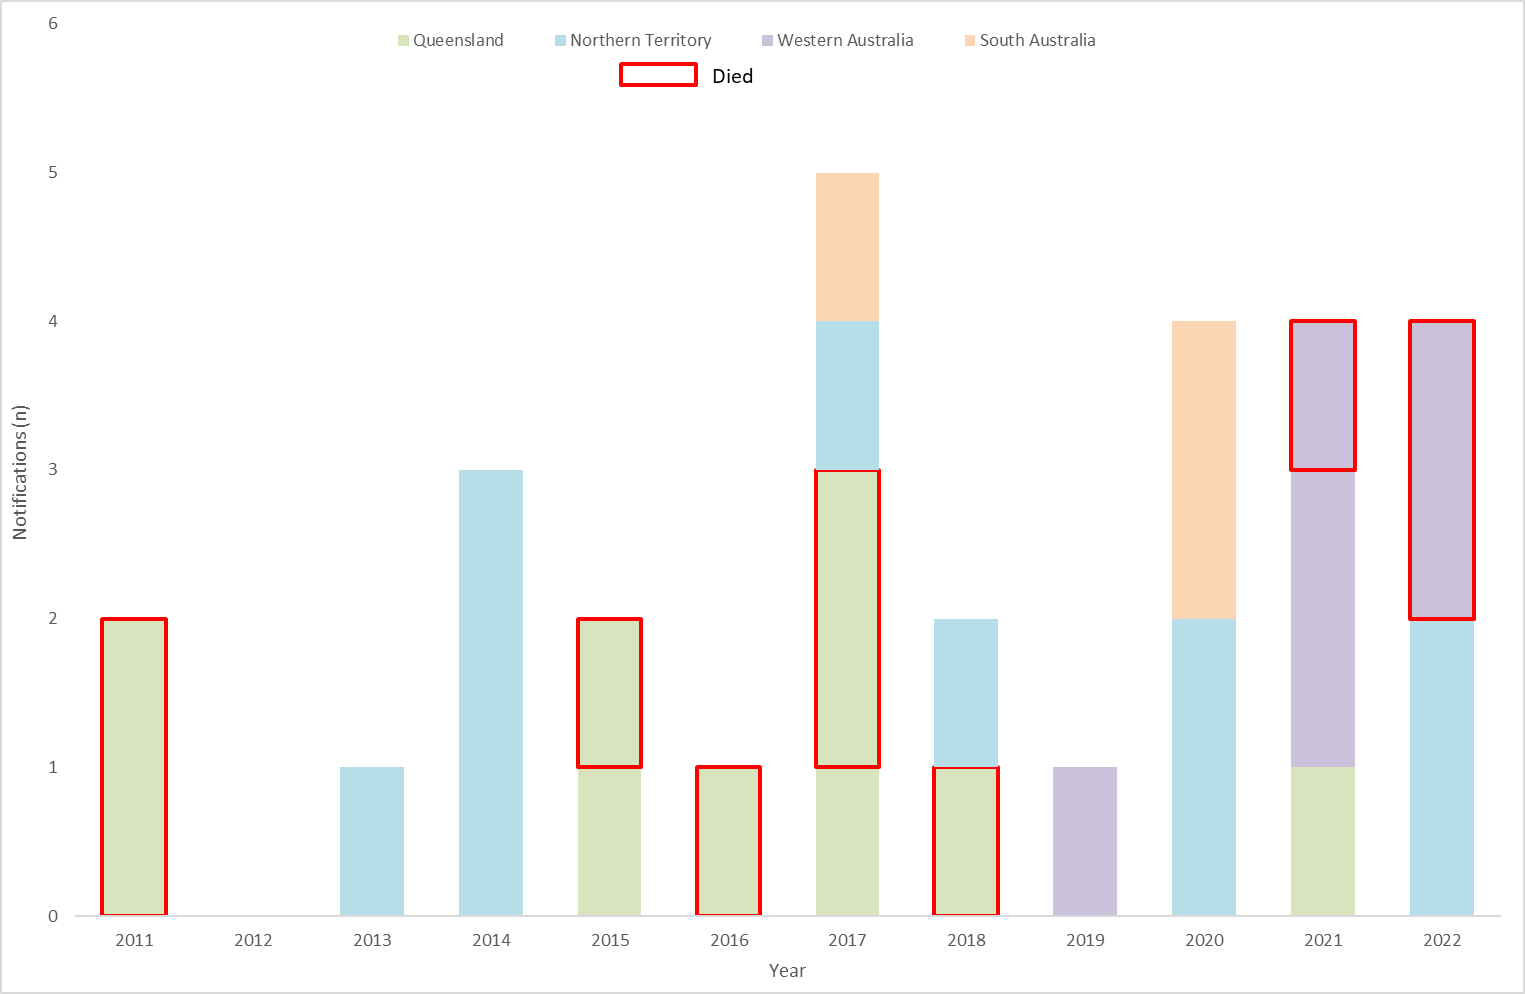 6
Queensland Northern Territory Western Australia South Australia
Died
5
4
3
2
1
0
Notifications (n)
2011 2012 2013 2014 2015 2016 2017 2018 2019 2020 2021 2022
Year